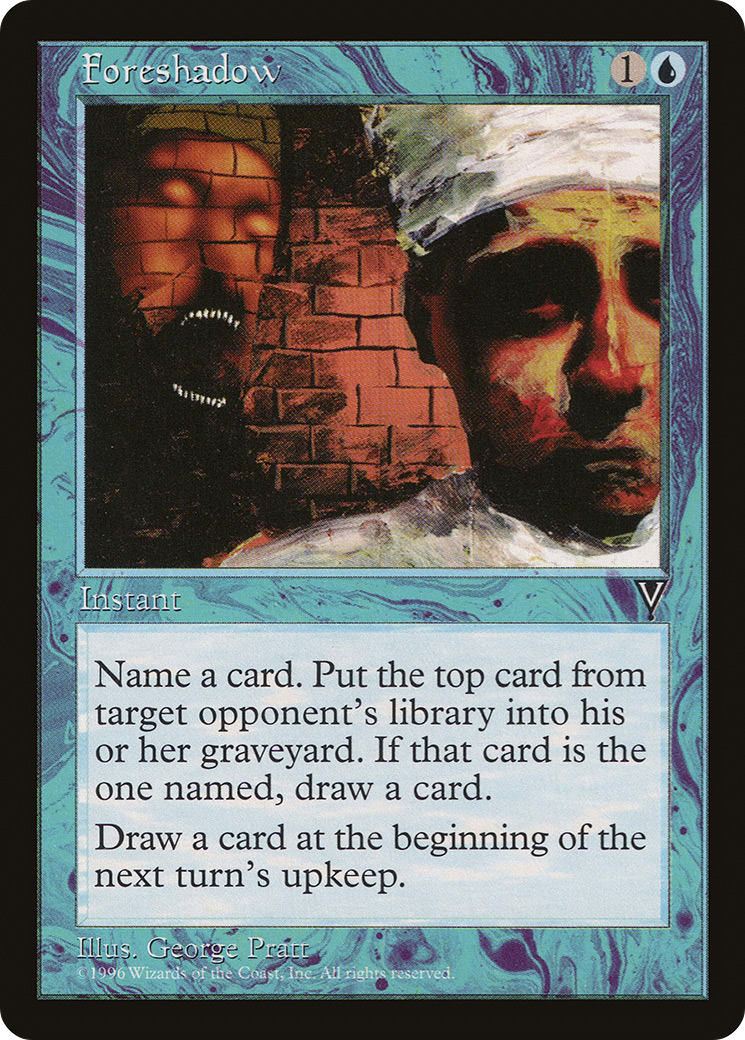 Foreshadow 1
Instant
Name a card. Put the top card from
target opponent's library into his
or her graveyard. If that card is the
one named, draw a card.
Draw a card at the beginning of the
next turn's upkeep.
Illus. George Pratt
©1996 Wizards of the Coast, Inc. All rights reserved.